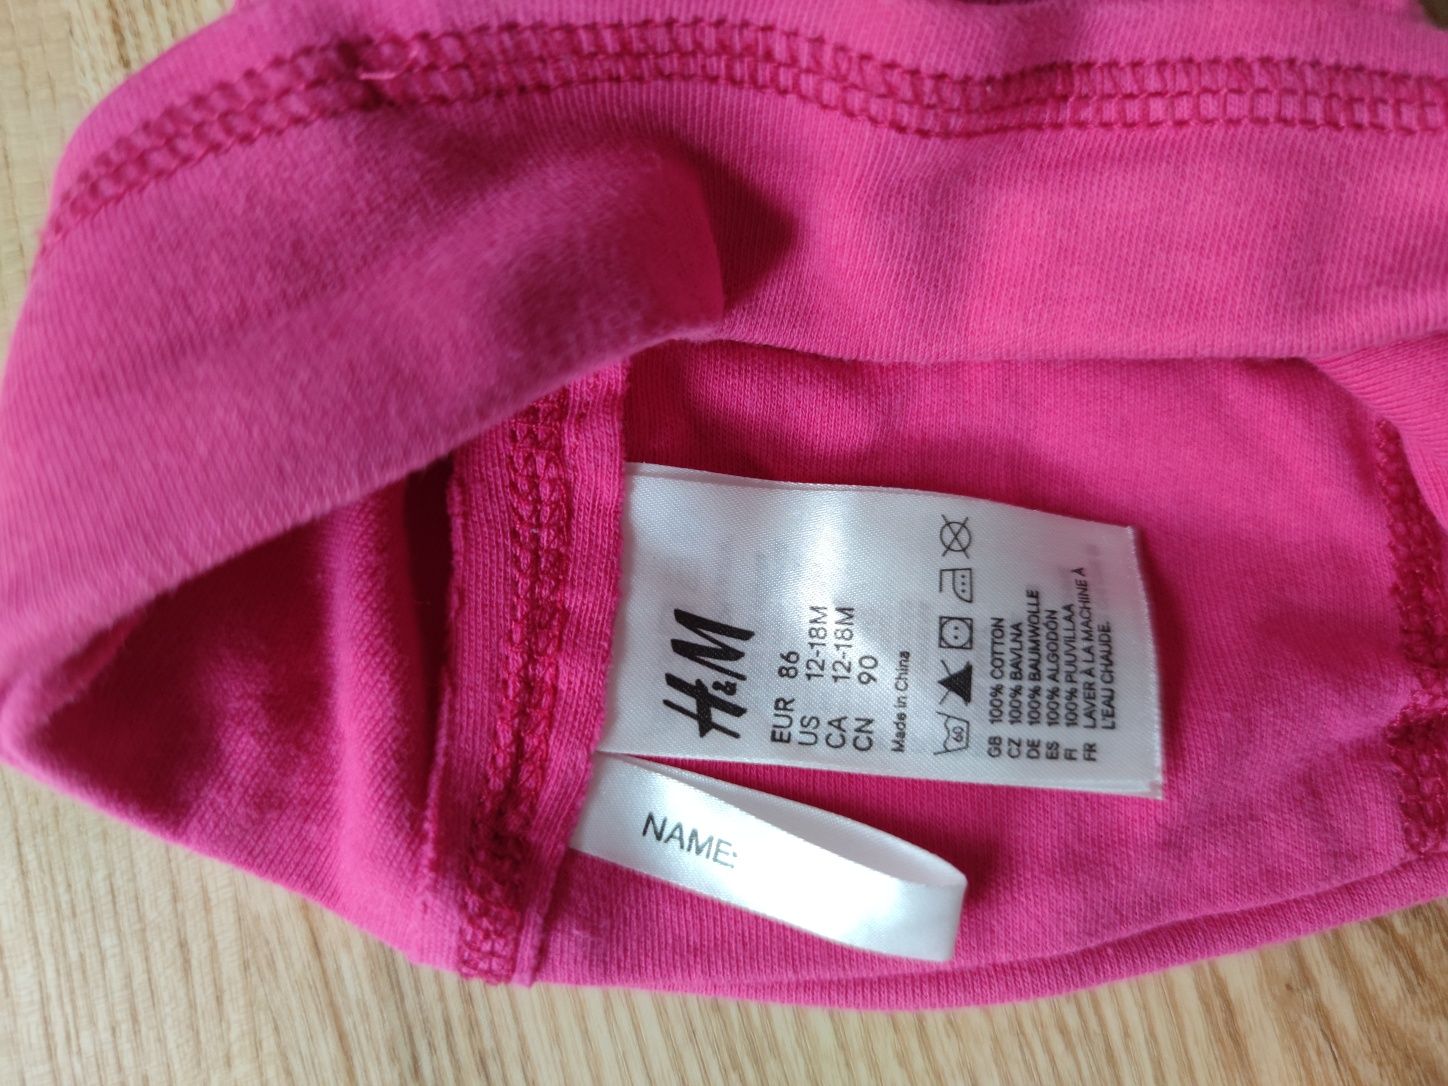 H&M
EUR 86
US 12-18M
CA 12-18M
CN 90
Made in China
60
GB 100% COTTON
CZ 100% BAVLNA
DE 100% BAUMWOLLE
ES 100% ALGODÓN
FI 100% PUUVILLAA
FR LAVER À LA MACHINE À
L'EAU CHAUDE.
NAME: